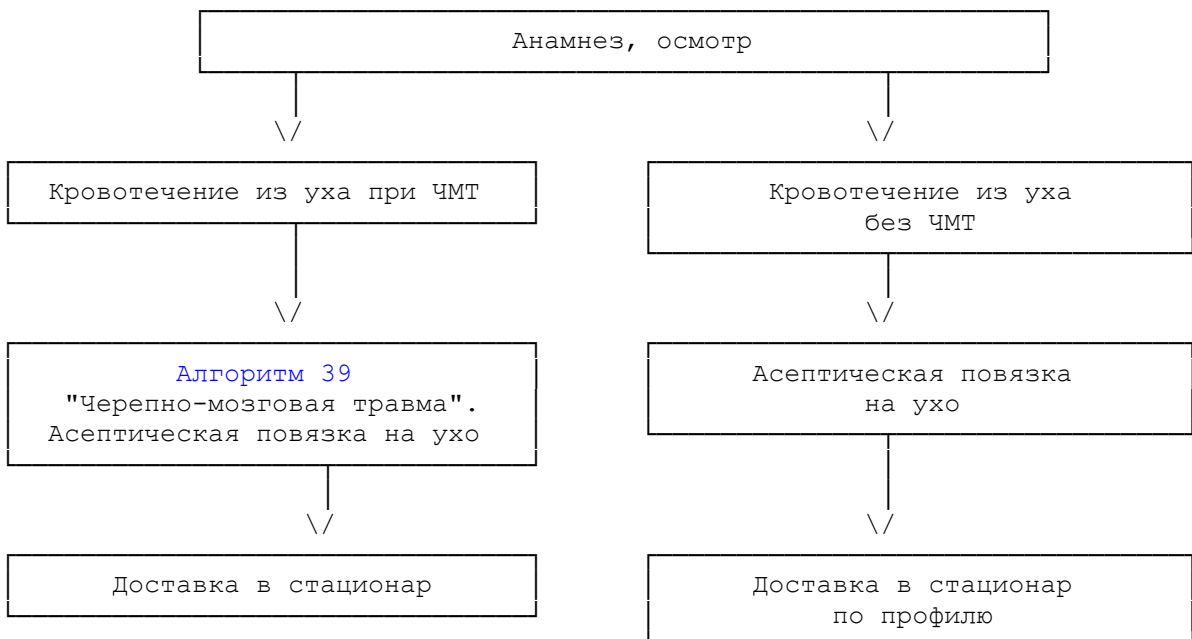 Анамнез, осмотр
Кровотечение из уха при ЧМТ
Кровотечение из уха
без ЧМТ
Алгоритм 39
"Черепно-мозговая травма".
Асептическая повязка на ухо
Асептическая повязка
на ухо
Доставка в стационар
Доставка в стационар
по профилю